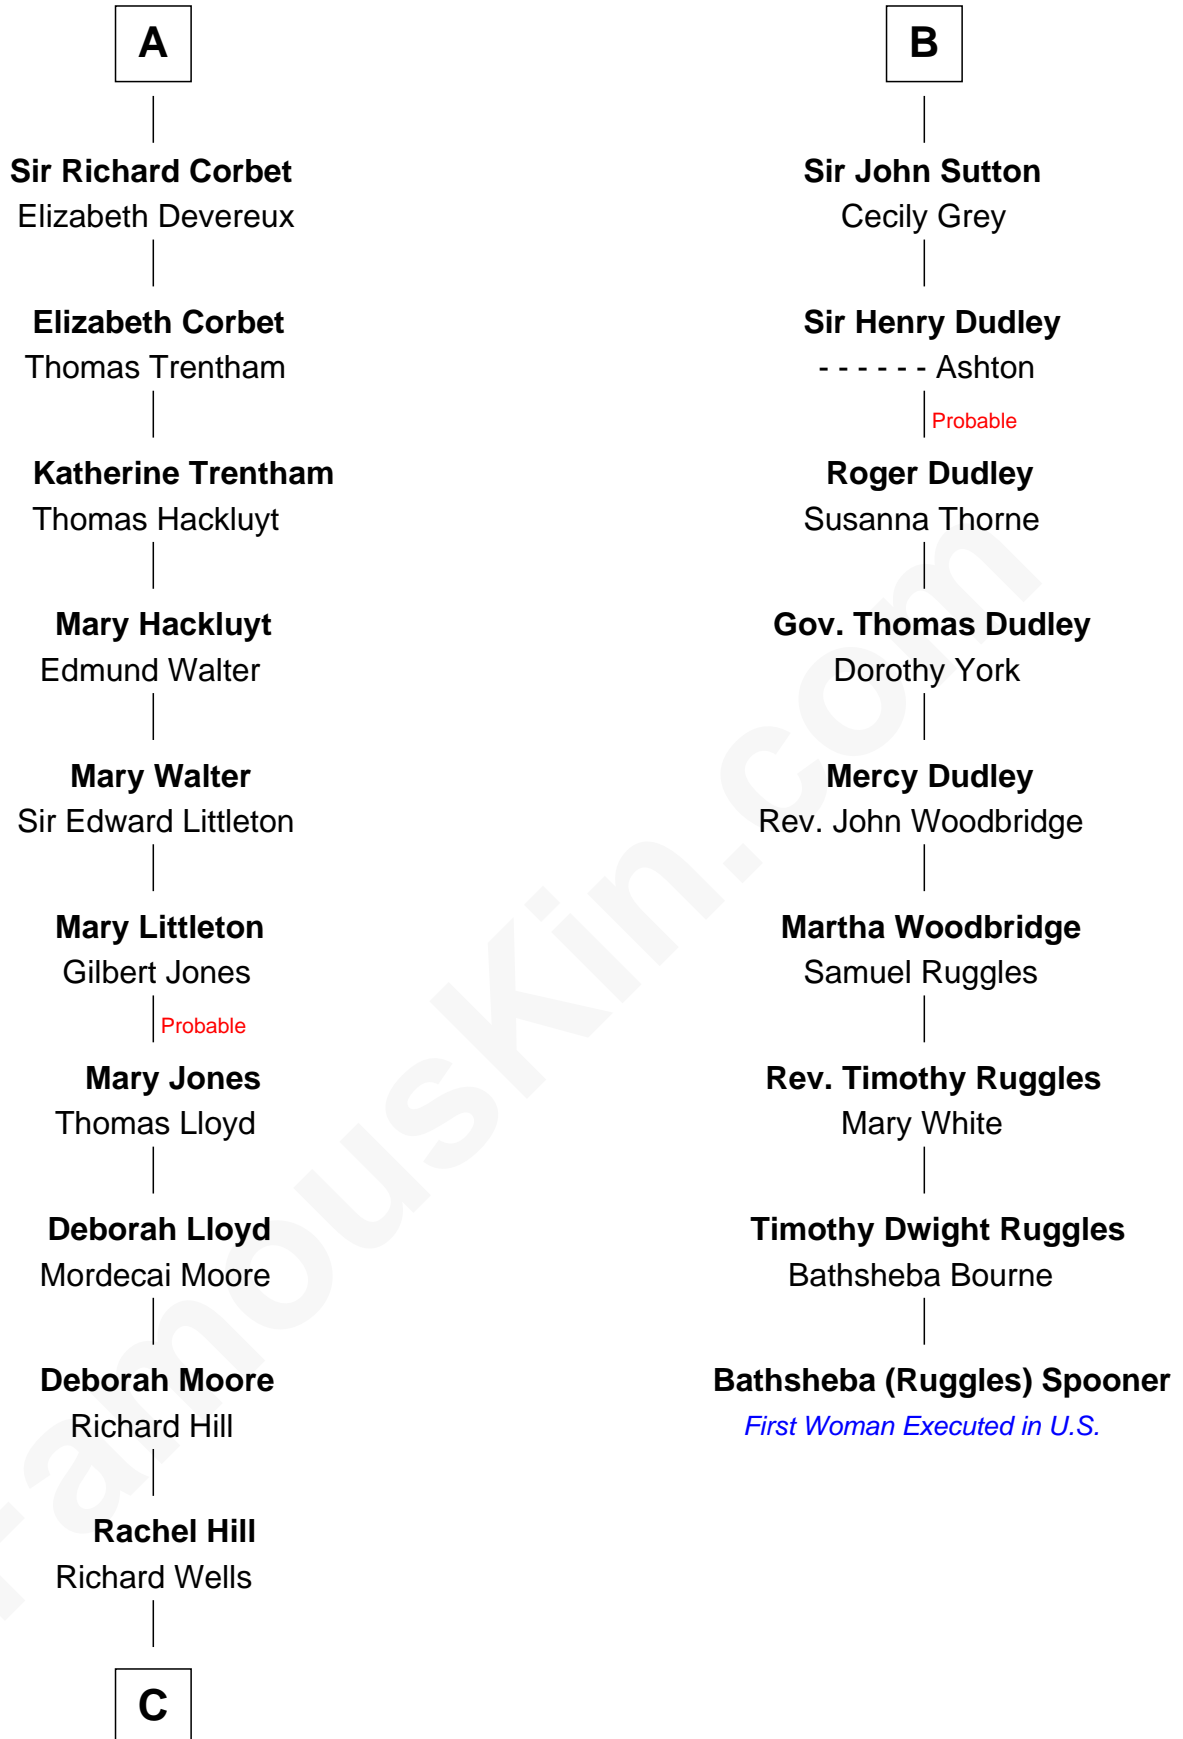 A
Sir Richard Corbet
Elizabeth Devereux
Elizabeth Corbet
Thomas Trentham
Katherine Trentham
Thomas Hackluyt
Mary Hackluyt
Edmund Walter
Mary Walter
Sir Edward Littleton
Mary Littleton
Gilbert Jones
Probable
Mary Jones
Thomas Lloyd
Deborah Lloyd
Mordecai Moore
Deborah Moore
Richard Hill
Rachel Hill
Richard Wells
C
B
Sir John Sutton
Cecily Grey
Sir Henry Dudley
- - - - - - Ashton
Probable
Roger Dudley
Susanna Thorne
Gov. Thomas Dudley
Dorothy York
Mercy Dudley
Rev. John Woodbridge
Martha Woodbridge
Samuel Ruggles
Rev. Timothy Ruggles
Mary White
Timothy Dwight Ruggles
Bathsheba Bourne
Bathsheba (Ruggles) Spooner
First Woman Executed in U.S.
FamousKin.com